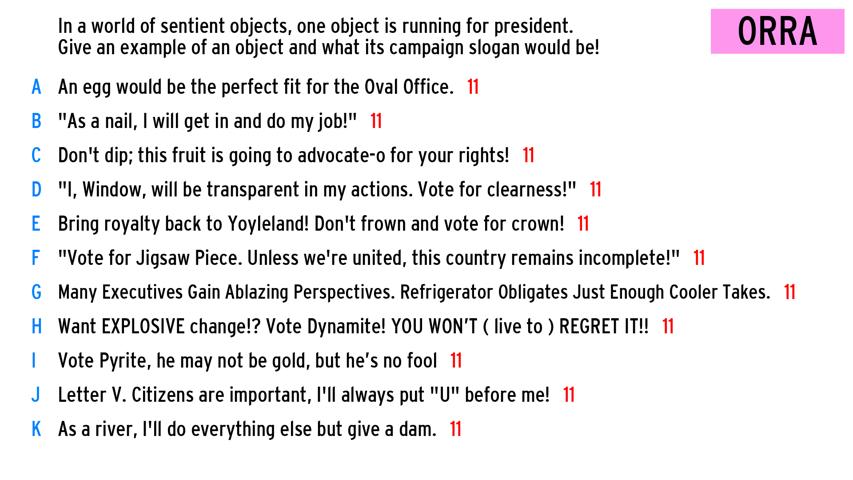 In a world of sentient objects, one object is running for president.
Give an example of an object and what its campaign slogan would be!
ORRA
A An egg would be the perfect fit for the Oval Office. 11
B "As a nail, I will get in and do my job!" 11
C Don't dip; this fruit is going to advocate-o for your rights! 11
D "I, Window, will be transparent in my actions. Vote for clearness!" 11
E Bring royalty back to Yoyleland! Don't frown and vote for crown! 11
F "Vote for Jigsaw Piece. Unless we're united, this country remains incomplete!" 11
G Many Executives Gain Ablazing Perspectives. Refrigerator Obligates Just Enough Cooler Takes. 11
H Want EXPLOSIVE change!? Vote Dynamite! YOU WON'T ( live to ) REGRET IT!! 11
I Vote Pyrite, he may not be gold, but he's no fool 11
J Letter V. Citizens are important, I'll always put "U" before me! 11
K As a river, I'll do everything else but give a dam. 11